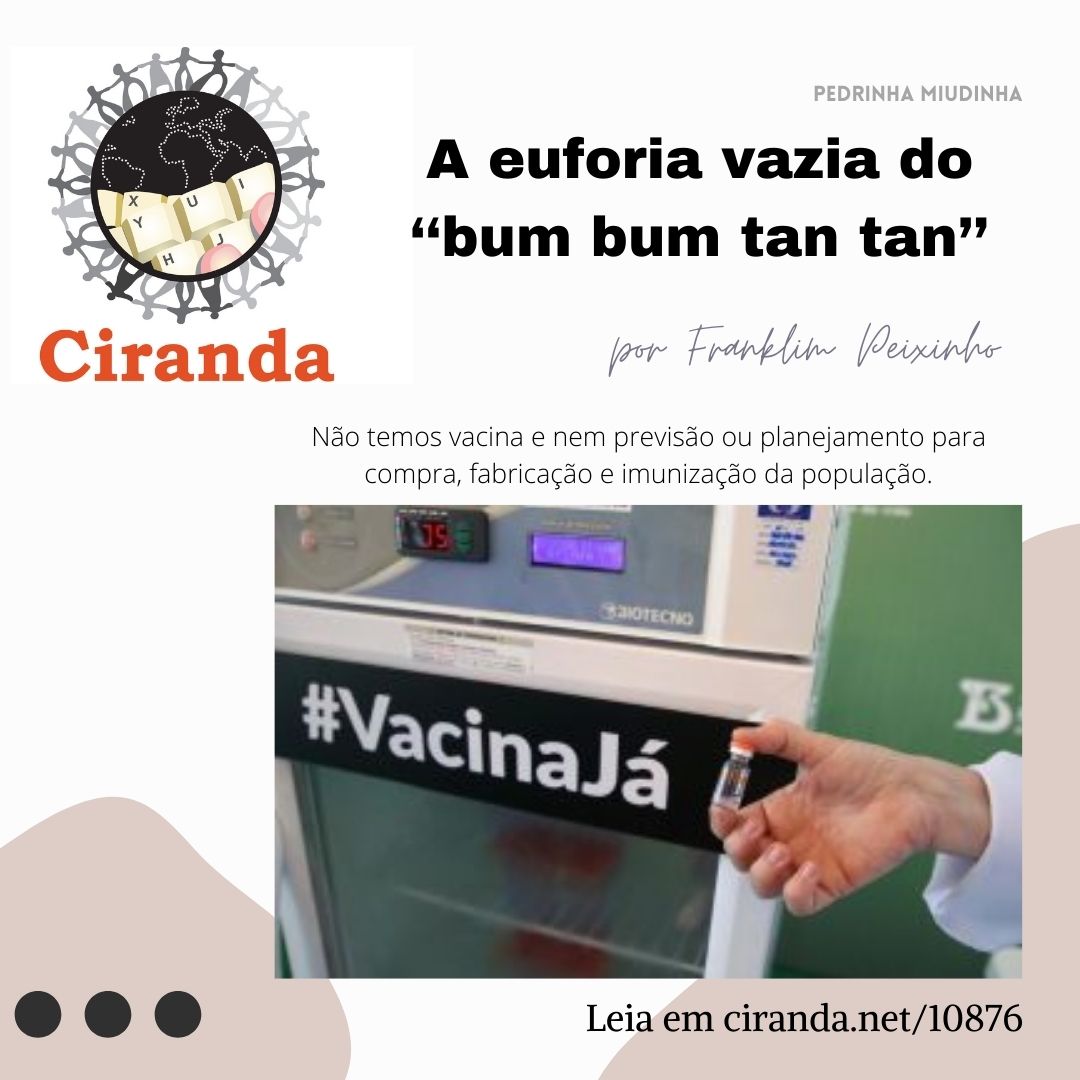 PEDRINHA MIUDINHA
A euforia vazia do
“bum bum tan tan”
por Franklim Peixinho
X
U
I
Y
J
H
Ciranda
Não temos vacina e nem previsão ou planejamento para
compra, fabricação e imunização da população.
BIOTECNO
#VacinaJá
Leia em ciranda.net/10876